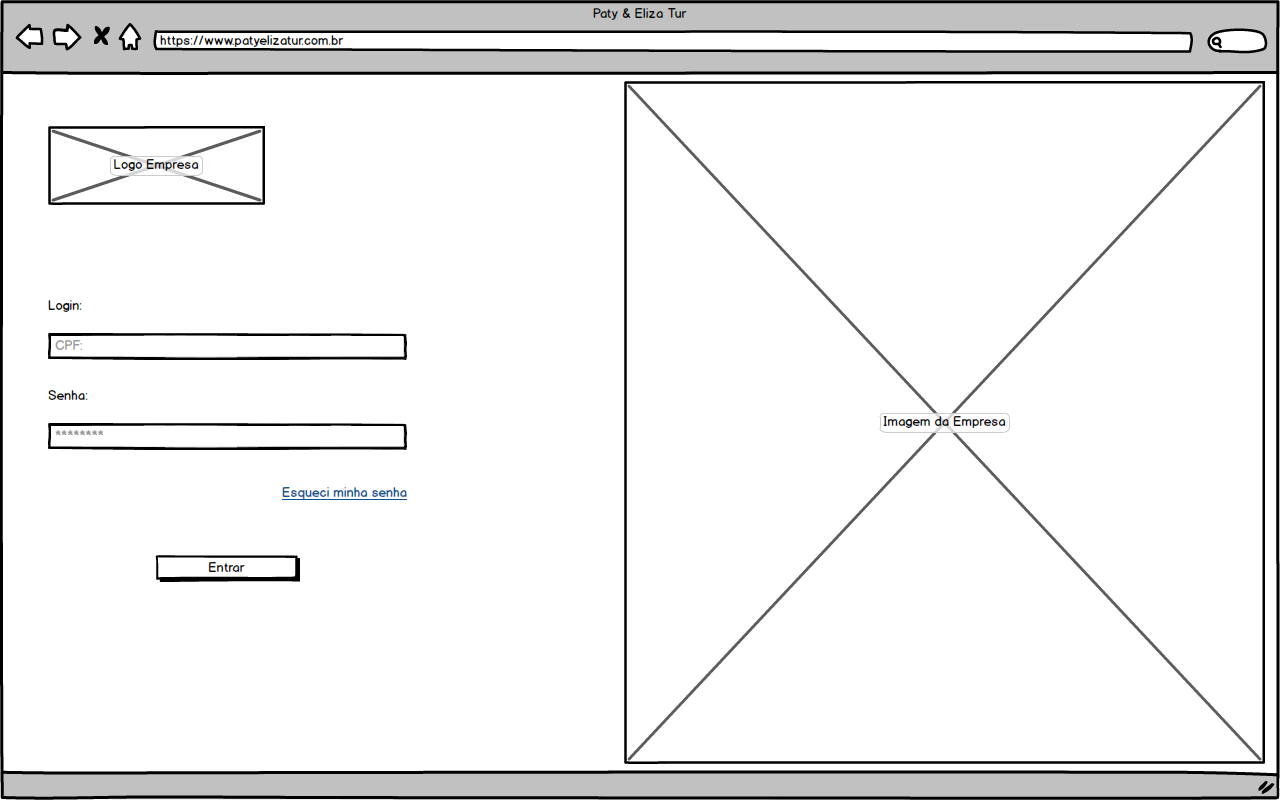 Paty & Eliza Tur
https://www.patyelizatur.com.br
Logo Empresa
Login:
CPF:
Senha:
********
Esqueci minha senha
Entrar
Imagem da Empresa